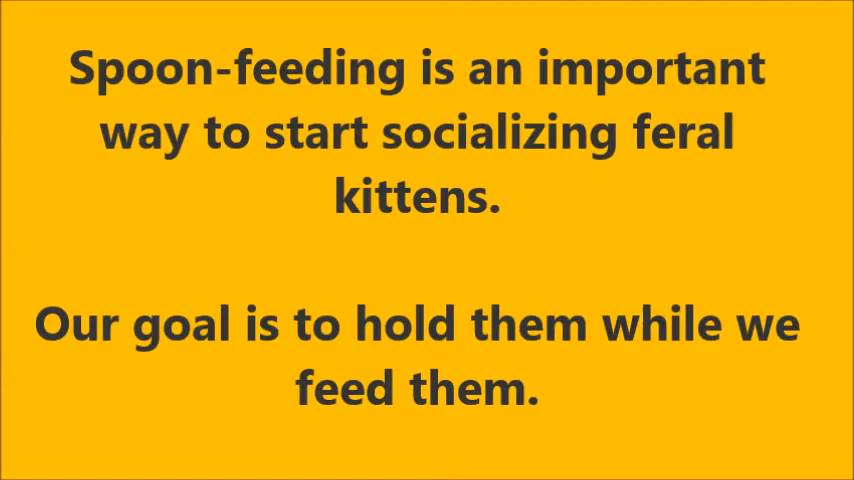 Spoon-feeding is an important
way to start socializing feral
kittens.
Our goal is to hold them while we
feed them.